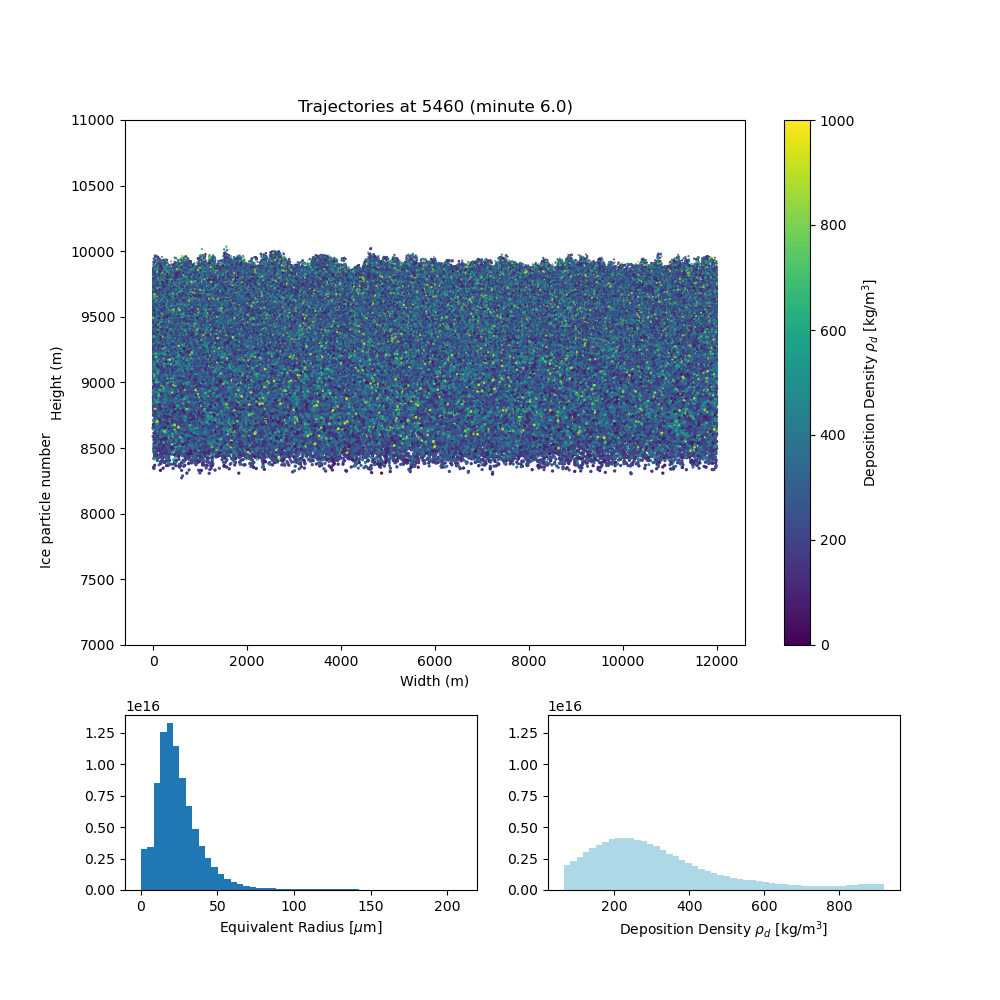 Trajectories at 5460 (minute 6.0)
11000
10500
10000
9500
9000
8500
8000
7500
7000
Height (m)
Ice particle number
0 2000 4000 6000 8000 10000 12000
Width (m)
1000
800
600
400
200
0
Deposition Density ρd [kg/m³]
1e16
1.25
1.00
0.75
0.50
0.25
0.00
0 50 100 150 200
Equivalent Radius [μm]
1e16
1.25
1.00
0.75
0.50
0.25
0.00
200 400 600 800
Deposition Density ρd [kg/m³]